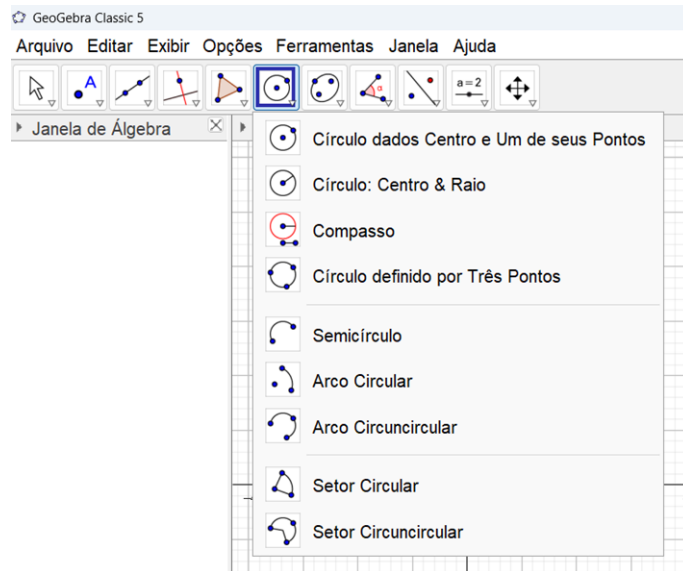 GeoGebra Classic 5
Arquivo Editar Exibir Opções Ferramentas Janela Ajuda
A
α
a=2
Janela de Álgebra
Círculo dados Centro e Um de seus Pontos
Círculo: Centro & Raio
Compasso
Círculo definido por Três Pontos
Semicírculo
Arco Circular
Arco Circuncircular
Setor Circular
Setor Circuncircular